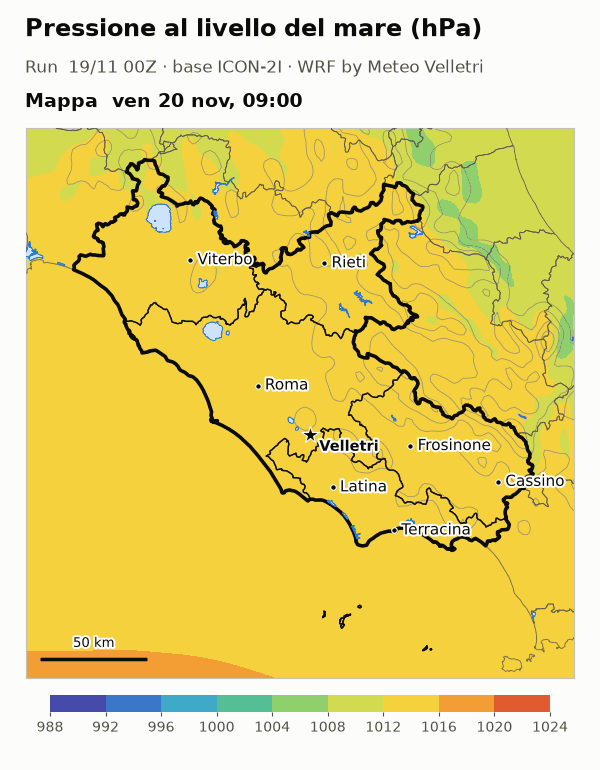 Pressione al livello del mare (hPa)
Run  19/11 00Z · base ICON-2I · WRF by Meteo Velletri
Mappa  ven 20 nov, 09:00
Viterbo
Rieti
Roma
Velletri
Frosinone
Latina
Cassino
Terracina
50 km
988 992 996 1000 1004 1008 1012 1016 1020 1024